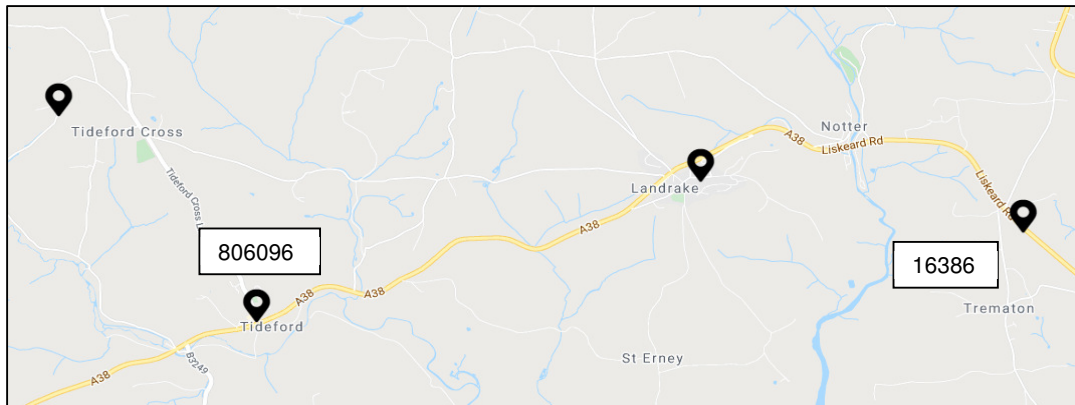 Tideford Cross
Tideford Cross L
806096
A38
A38
Tideford
B3249
A38
A38
Landrake
A38
Liskeard Rd
Notter
Liskeard Rd
16386
Trematon
St Erney